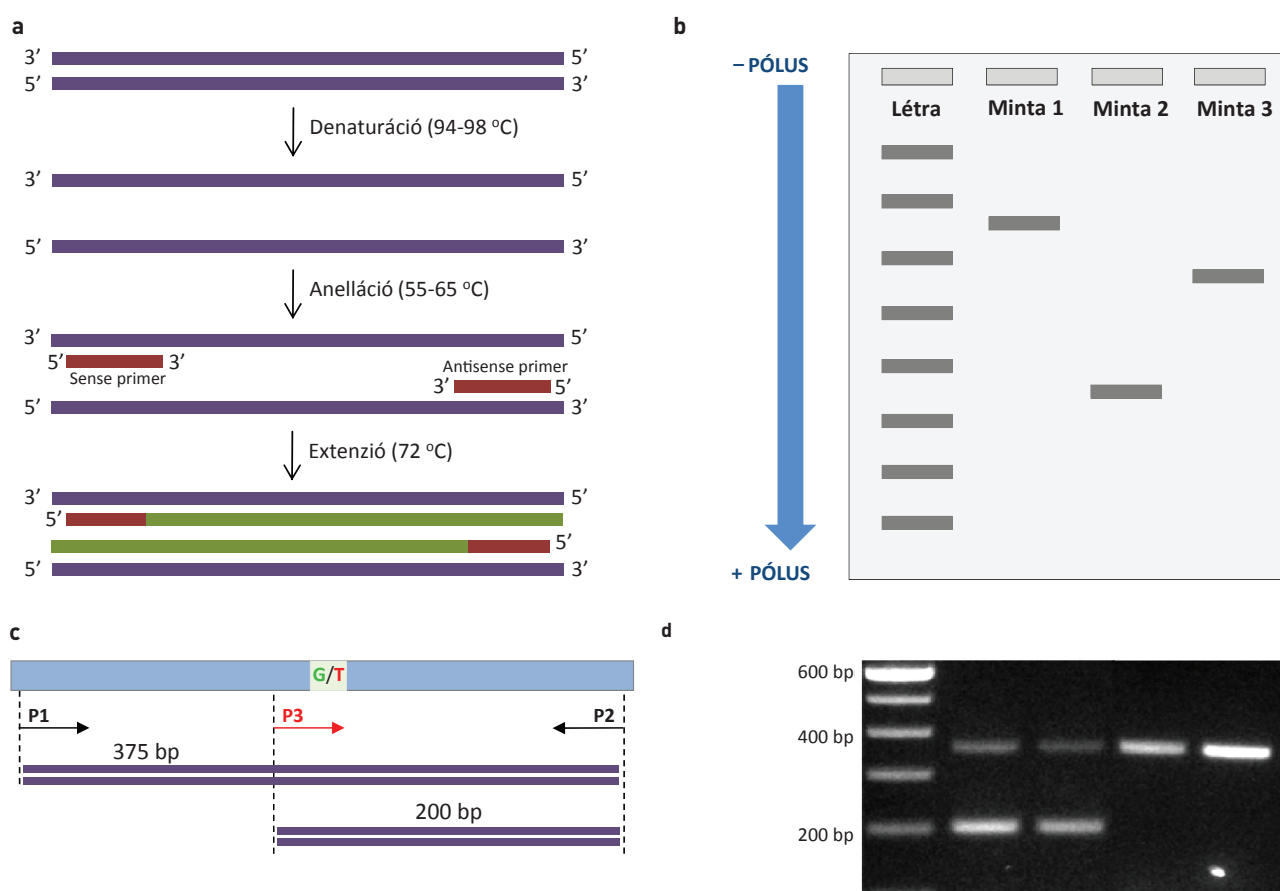 a
3’ 5’
5’ 3’
Denaturáció (94-98 °C)
3’ 5’
5’ 3’
Anelláció (55-65 °C)
3’ 5’
5’ 3’
Sense primer
Antisense primer
3’ 5’
5’ 3’
Extenzió (72 °C)
3’ 5’
5’
5’
5’ 3’
b
– PÓLUS
+ PÓLUS
Létra Minta 1 Minta 2 Minta 3
c
G/T
P1 P3 P2
375 bp
200 bp
d
600 bp
400 bp
200 bp